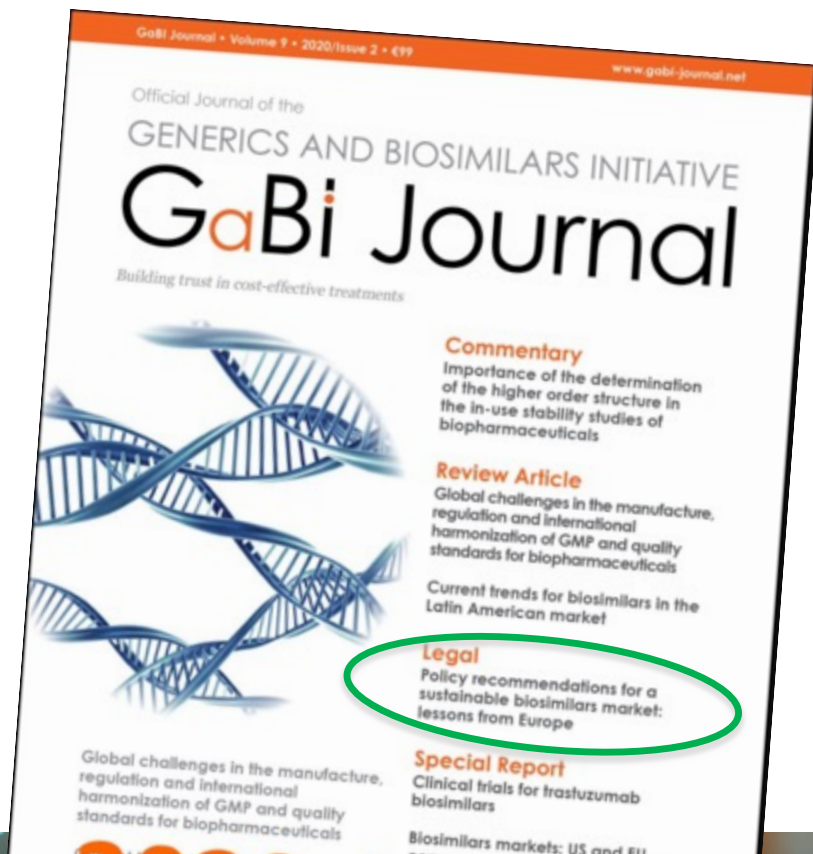 GaBI Journal • Volume 9 • 2020/Issue 2 • €99
www.gabi-journal.net
Official Journal of the
GENERICS AND BIOSIMILARS INITIATIVE
GaBi Journal
Building trust in cost-effective treatments
Commentary
Importance of the determination
of the higher order structure in
the in-use stability studies of
biopharmaceuticals
Review Article
Global challenges in the manufacture,
regulation and international
harmonization of GMP and quality
standards for biopharmaceuticals
Current trends for biosimilars in the
Latin American market
Legal
Policy recommendations for a
sustainable biosimilars market:
lessons from Europe
Special Report
Clinical trials for trastuzumab
biosimilars
Biosimilars markets: US and EU
Global challenges in the manufacture,
regulation and international
harmonization of GMP and quality
standards for biopharmaceuticals